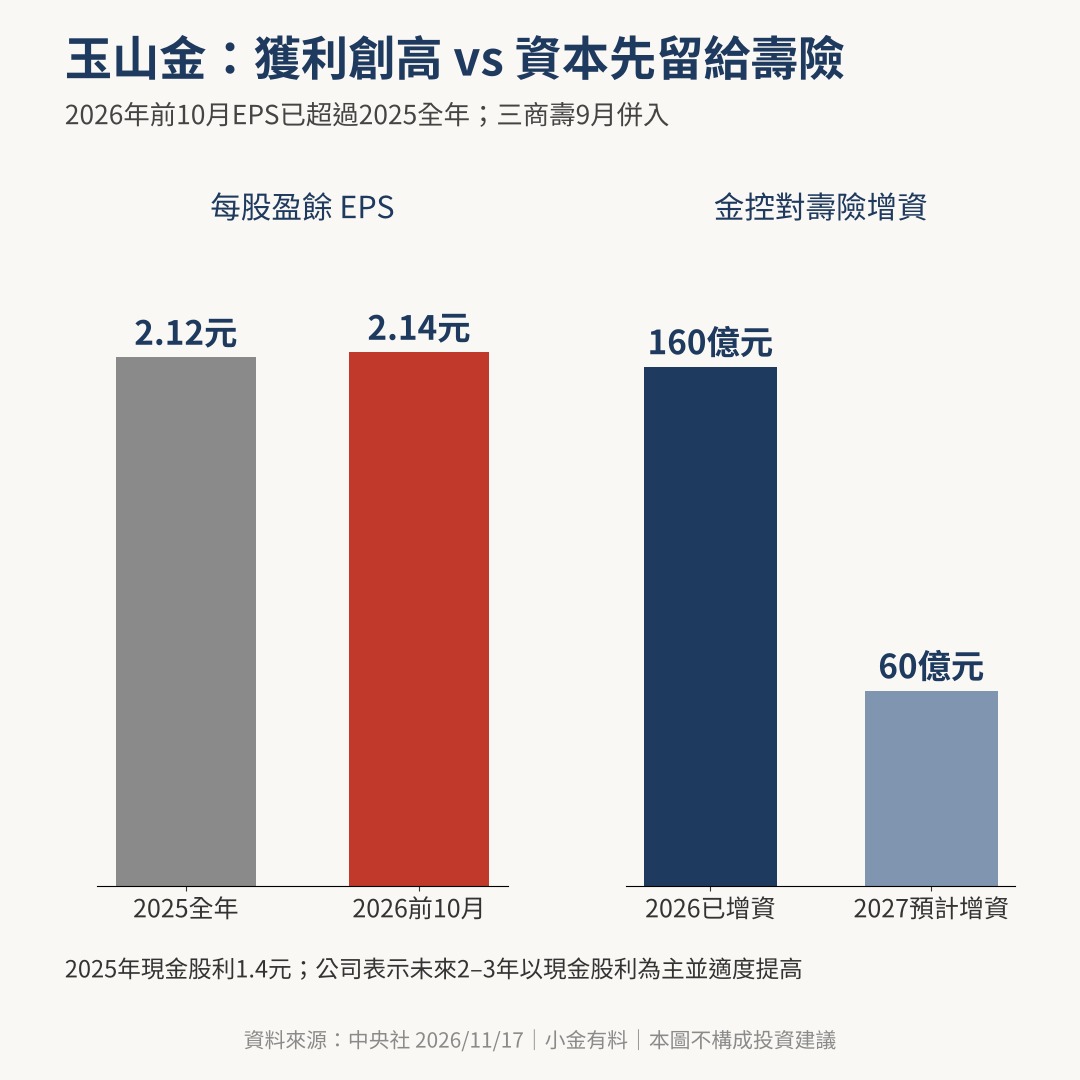 玉山金：獲利創高 vs 資本先留給壽險
2026年前10月EPS已超過2025全年；三商壽9月併入
每股盈餘 EPS
2.12元
2.14元
2025全年
2026前10月
金控對壽險增資
160億元
60億元
2026已增資
2027預計增資
2025年現金股利1.4元；公司表示未來2–3年以現金股利為主並適度提高
資料來源：中央社 2026/11/17｜小金有料｜本圖不構成投資建議